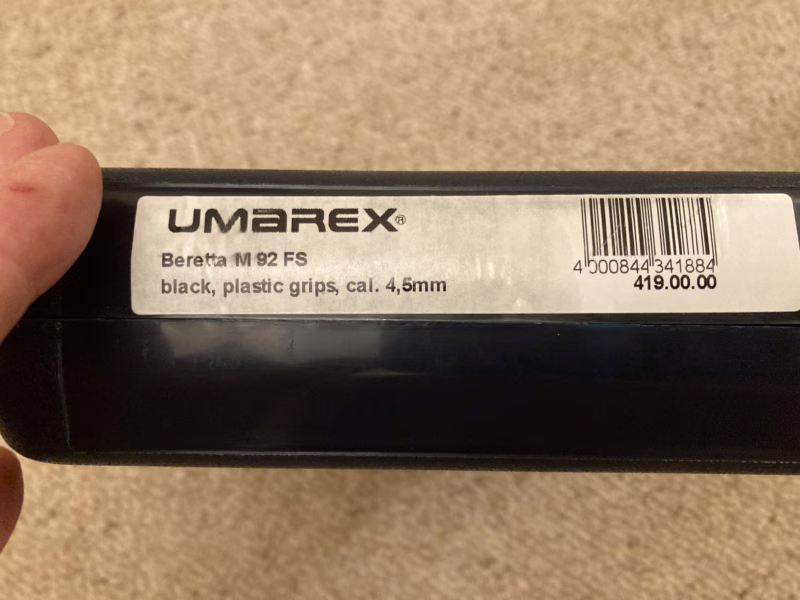 UMAREX®
Beretta M 92 FS
black, plastic grips, cal. 4,5mm
4 000844 341884
419.00.00